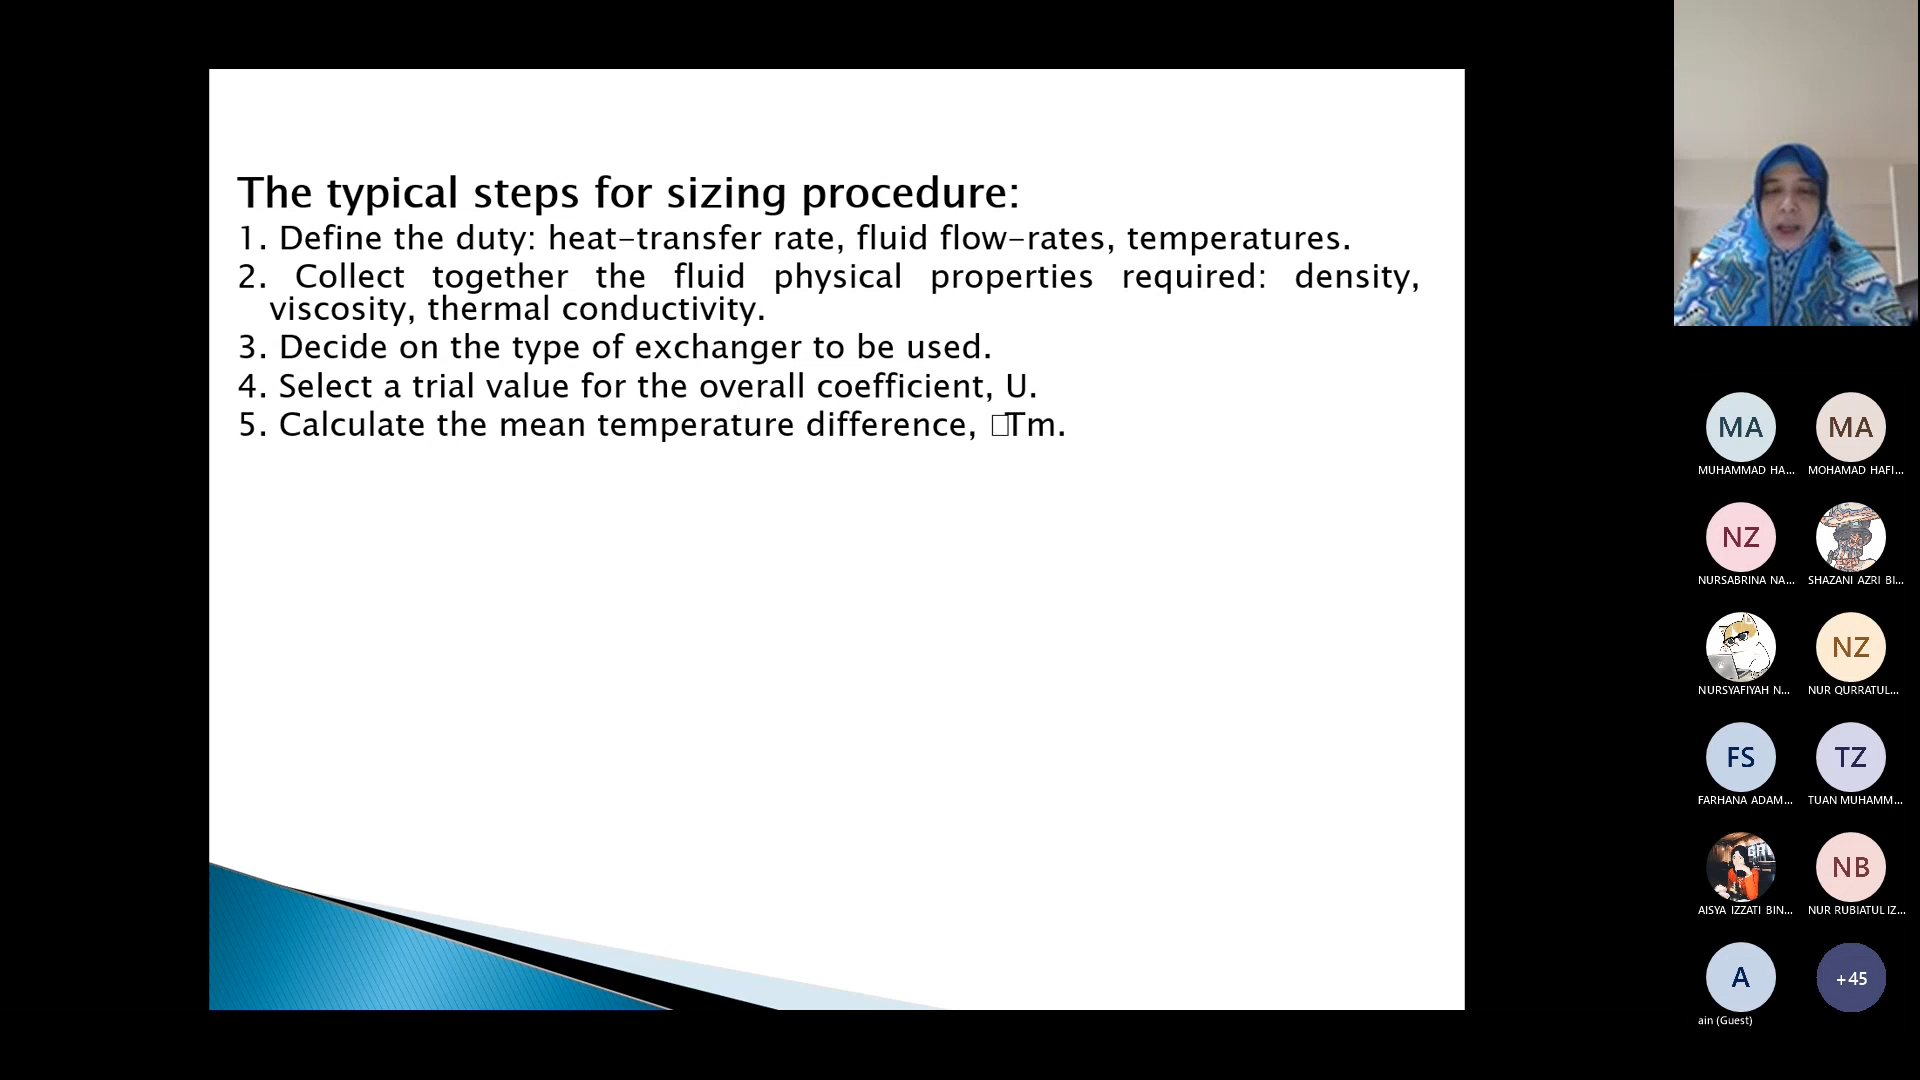 The typical steps for sizing procedure:
1. Define the duty: heat-transfer rate, fluid flow-rates, temperatures.
2. Collect together the fluid physical properties required: density,
viscosity, thermal conductivity.
3. Decide on the type of exchanger to be used.
4. Select a trial value for the overall coefficient, U.
5. Calculate the mean temperature difference, □Tm.
MA
MA
MUHAMMAD HA...
MOHAMAD HAFI...
NZ
NURSABRINA NA...
SHAZANI AZRI BI...
NZ
NURSYAFIYAH N...
NUR QURRATUL...
FS
TZ
FARHANA ADAM...
TUAN MUHAMM...
NB
AISYA IZZATI BIN...
NUR RUBIATUL IZ...
A
+45
ain (Guest)